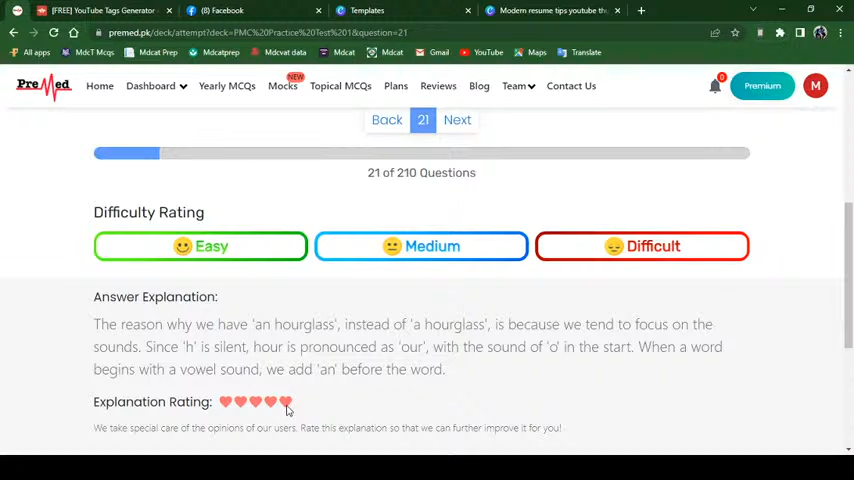 [FREE] YouTube Tags Generator -
(8) Facebook
Templates
Modern resume tips youtube thu
premed.pk/deck/attempt?deck=PMC%20Practice%20Test%201&question=21
All apps
MdcT Mcqs
Mdcat Prep
Mdcatprep
Mdcat data
Mdcat
Mdcat
Gmail
YouTube
Maps
Translate
PreMed
Home
Dashboard
Yearly MCQs
Mocks
NEW
Topical MCQs
Plans
Reviews
Blog
Team
Contact Us
0
Premium
M
Back
21
Next
21 of 210 Questions
Difficulty Rating
Easy
Medium
Difficult
Answer Explanation:
The reason why we have 'an hourglass', instead of 'a hourglass', is because we tend to focus on the
sounds. Since 'h' is silent, hour is pronounced as 'our', with the sound of 'o' in the start. When a word
begins with a vowel sound, we add 'an' before the word.
Explanation Rating:
We take special care of the opinions of our users. Rate this explanation so that we can further improve it for you!